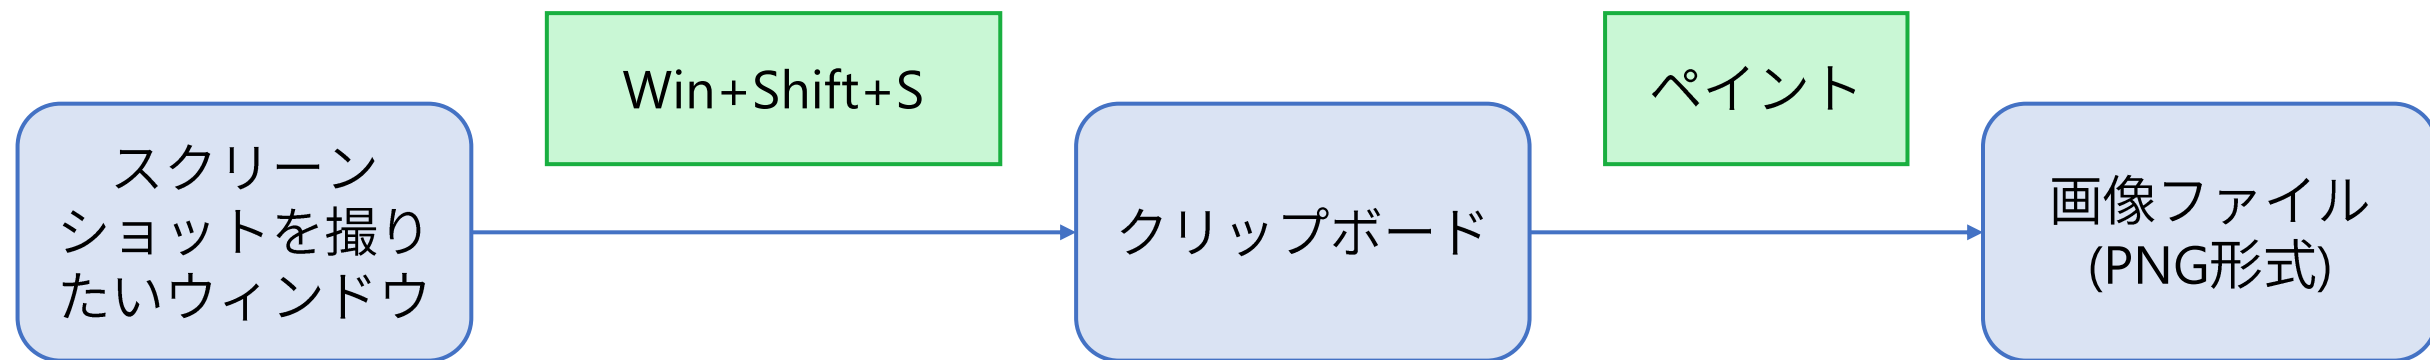 スクリーン
ショットを撮り
たいウィンドウ
Win+Shift+S
クリップボード
ペイント
画像ファイル
(PNG形式)